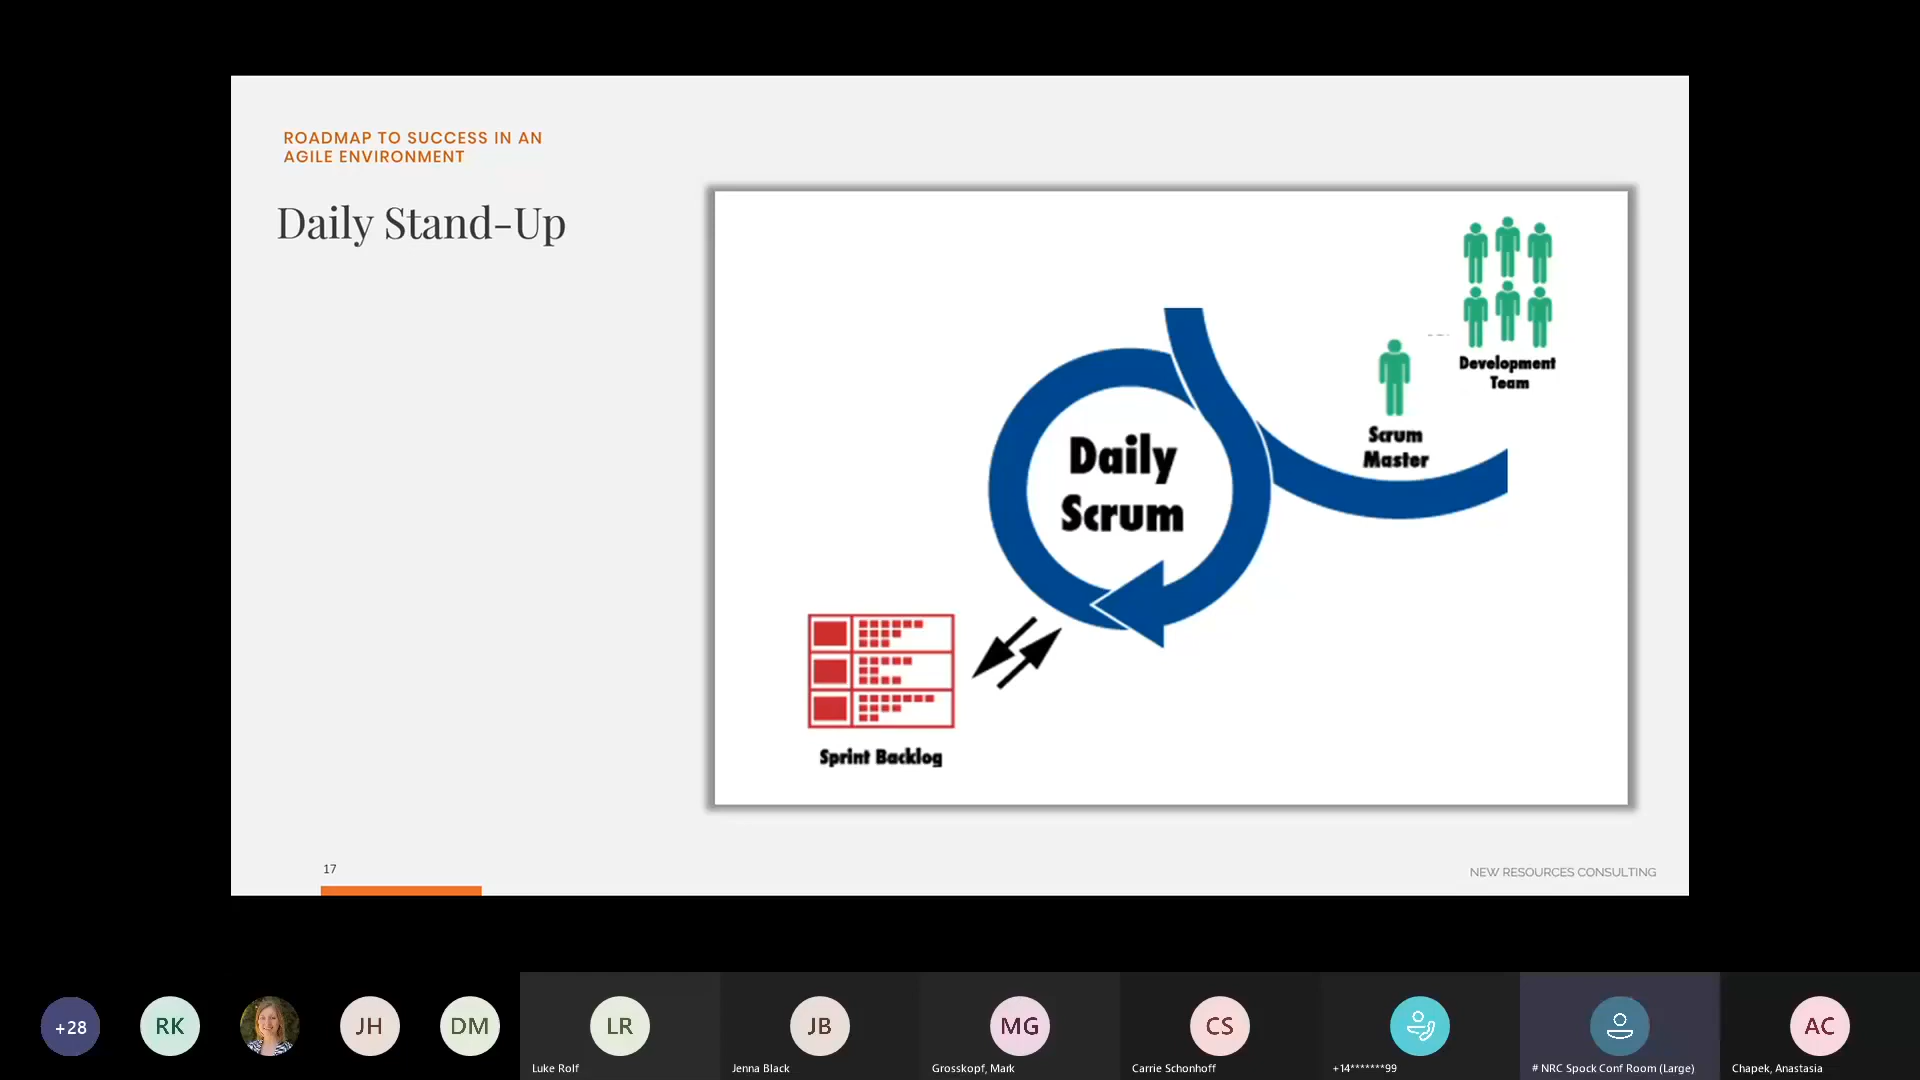 ROADMAP TO SUCCESS IN AN
AGILE ENVIRONMENT
Daily Stand-Up
Development
Team
Scrum
Master
Daily
Scrum
Sprint Backlog
17
NEW RESOURCES CONSULTING
+28
RK
JH
DM
LR
JB
MG
CS
AC
Luke Rolf
Jenna Black
Grosskopf, Mark
Carrie Schonhoff
+14*******99
# NRC Spock Conf Room (Large)
Chapek, Anastasia